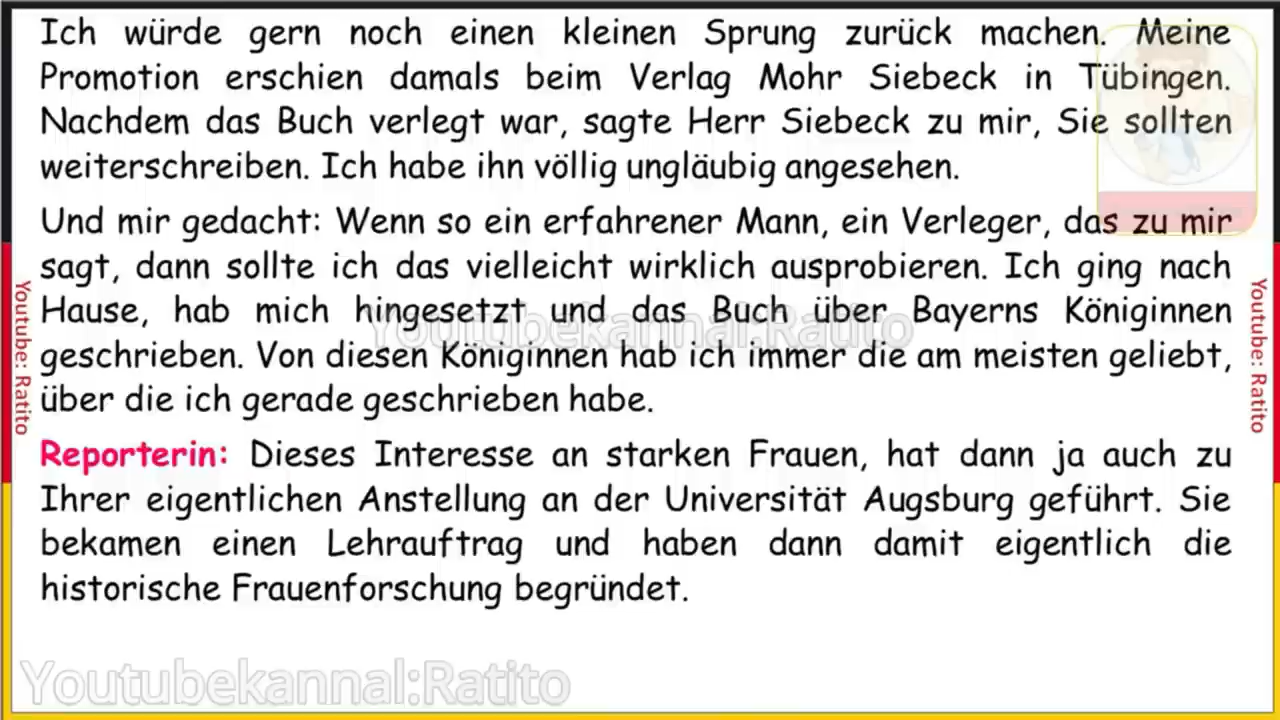 Ich würde gern noch einen kleinen Sprung zurück machen. Meine
Promotion erschien damals beim Verlag Mohr Siebeck in Tübingen.
Nachdem das Buch verlegt war, sagte Herr Siebeck zu mir, Sie sollten
weiterschreiben. Ich habe ihn völlig ungläubig angesehen.
Und mir gedacht: Wenn so ein erfahrener Mann, ein Verleger, das zu mir
sagt, dann sollte ich das vielleicht wirklich ausprobieren. Ich ging nach
Hause, hab mich hingesetzt und das Buch über Bayerns Königinnen
geschrieben. Von diesen Königinnen hab ich immer die am meisten geliebt,
über die ich gerade geschrieben habe.
Reporterin: Dieses Interesse an starken Frauen, hat dann ja auch zu
Ihrer eigentlichen Anstellung an der Universität Augsburg geführt. Sie
bekamen einen Lehrauftrag und haben dann damit eigentlich die
historische Frauenforschung begründet.
Youtube: Ratito
Youtube: Ratito
Youtubekannal:Ratito
Youtubekannal:Ratito